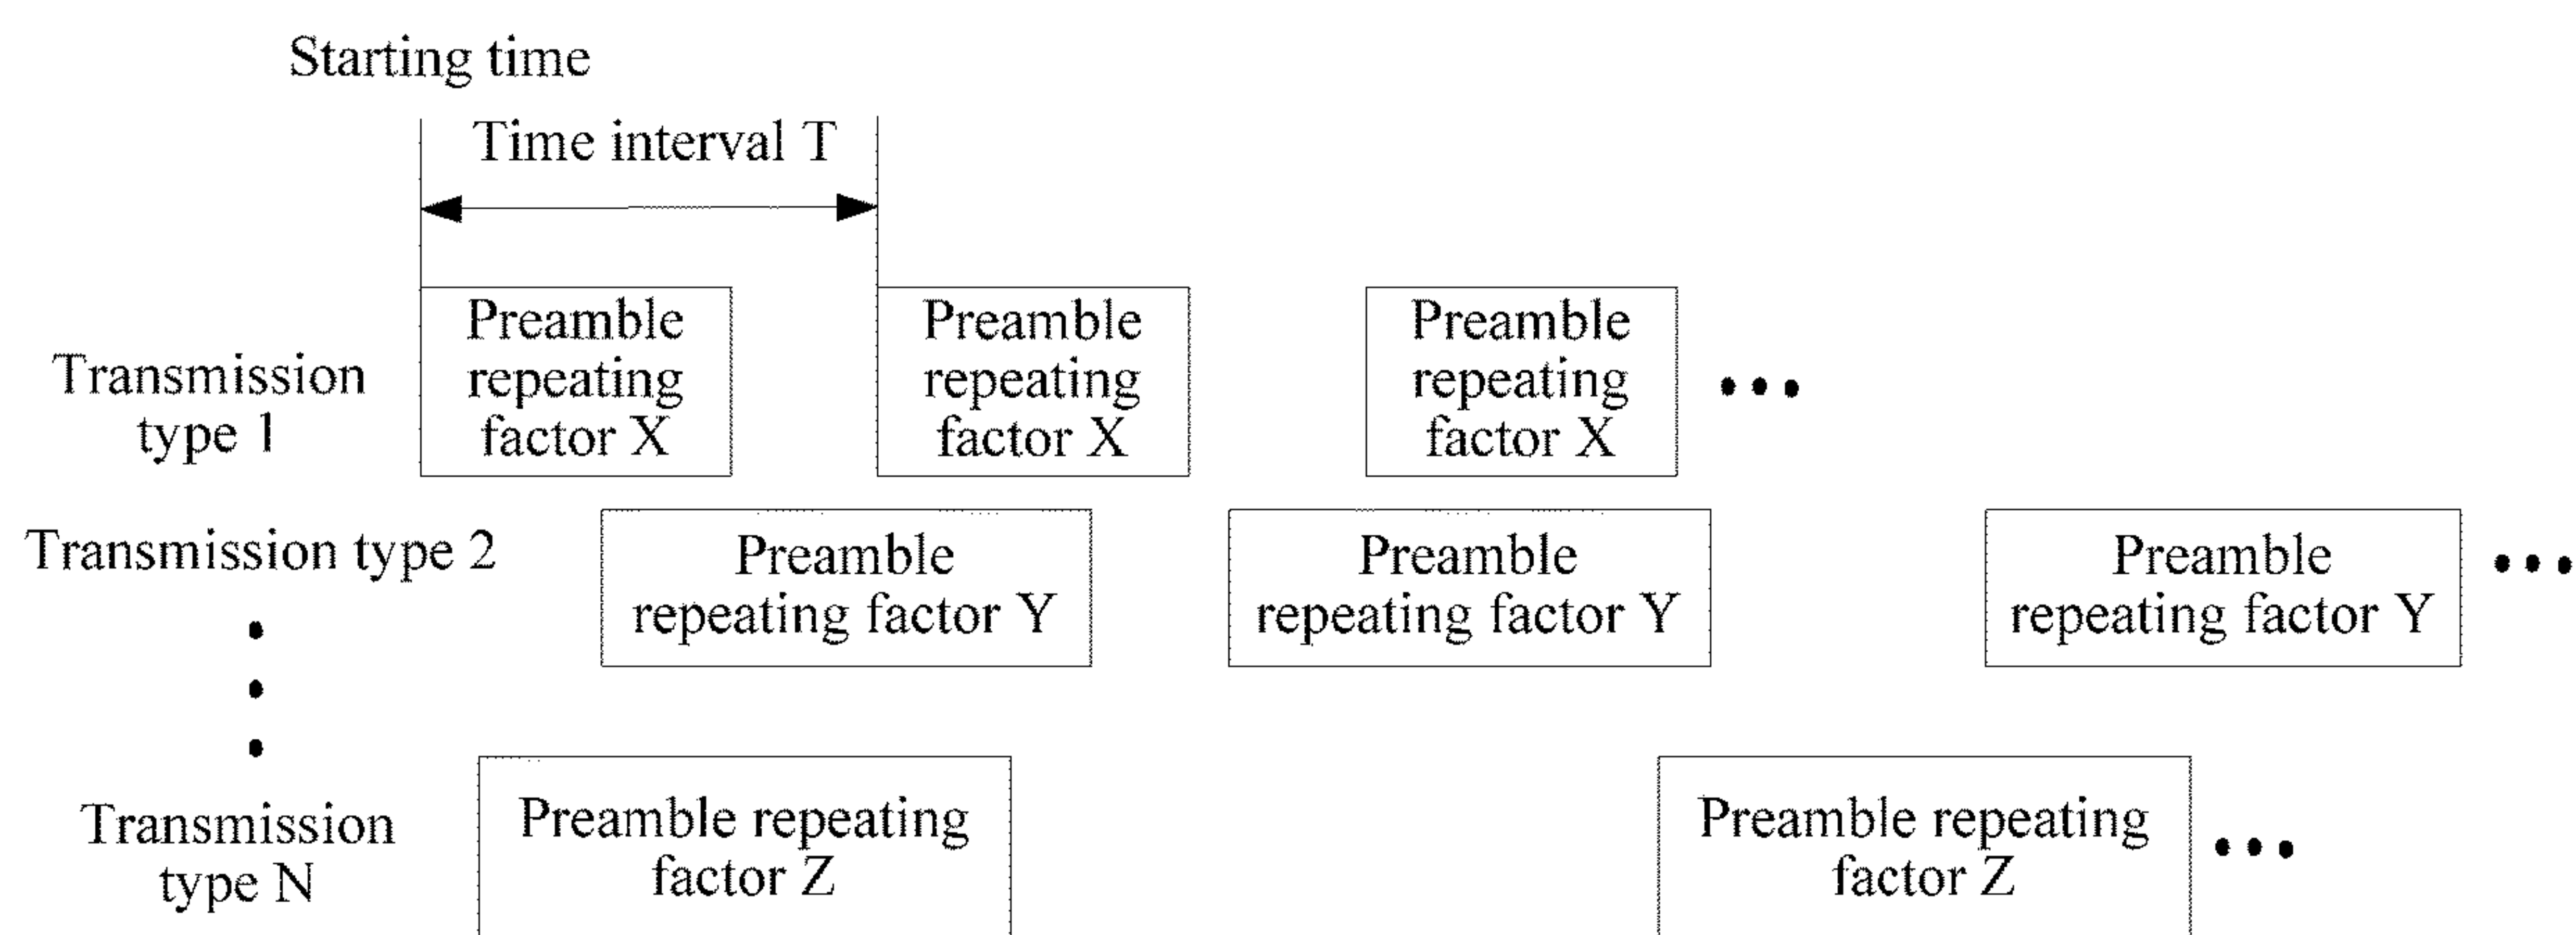 Starting time
Time interval T
Transmission
type 1
Preamble
repeating
factor X
Preamble
repeating
factor X
Preamble
repeating
factor X
Transmission type 2
Preamble
repeating factor Y
Preamble
repeating factor Y
Preamble
repeating factor Y
Transmission
type N
Preamble repeating
factor Z
Preamble repeating
factor Z